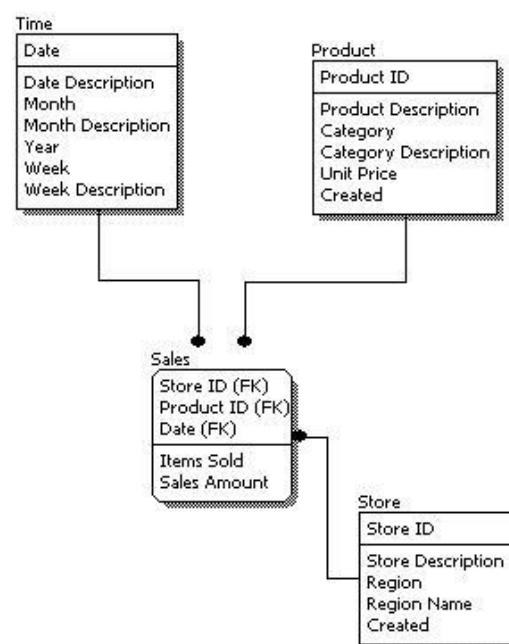 Time
Date
Date Description
Month
Month Description
Year
Week
Week Description
Product
Product ID
Product Description
Category
Category Description
Unit Price
Created
Sales
Store ID (FK)
Product ID (FK)
Date (FK)
Items Sold
Sales Amount
Store
Store ID
Store Description
Region
Region Name
Created